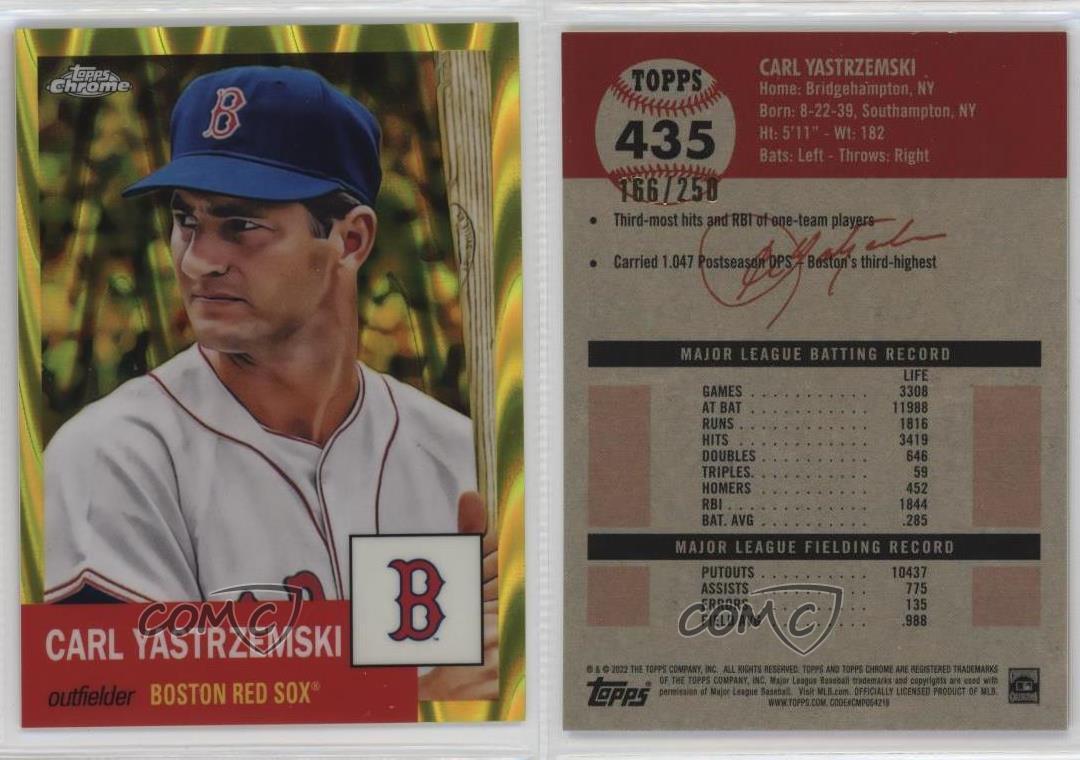 Topps
Chrome
B
B
COMC
CARL YASTRZEMSKI
outfielder BOSTON RED SOX®
TOPPS
435
166/250
CARL YASTRZEMSKI
Home: Bridgehampton, NY
Born: 8-22-39, Southampton, NY
Ht: 5'11" - Wt: 182
Bats: Left - Throws: Right
• Third-most hits and RBI of one-team players
• Carried 1.047 Postseason OPS – Boston's third-highest
MAJOR LEAGUE BATTING RECORD
LIFE
GAMES . . . . . . . . . . . 3308
AT BAT . . . . . . . . . . . 11988
RUNS . . . . . . . . . . . 1816
HITS . . . . . . . . . . . 3419
DOUBLES . . . . . . . . . . 646
TRIPLES. . . . . . . . . . . 59
HOMERS . . . . . . . . . . 452
RBI . . . . . . . . . . . 1844
BAT. AVG . . . . . . . . . . .285
MAJOR LEAGUE FIELDING RECORD
PUTOUTS . . . . . . . . . . 10437
ASSISTS . . . . . . . . . . 775
ERRORS . . . . . . . . . . 135
FIELD AVG . . . . . . . . . .988
COMC
® & © 2022 THE TOPPS COMPANY, INC. ALL RIGHTS RESERVED. TOPPS AND TOPPS CHROME ARE REGISTERED TRADEMARKS
OF THE TOPPS COMPANY, INC. Major League Baseball trademarks and copyrights are used with
permission of Major League Baseball. Visit MLB.com. OFFICIALLY LICENSED PRODUCT OF MLB.
WWW.TOPPS.COM. CODE#CMP054219
Topps